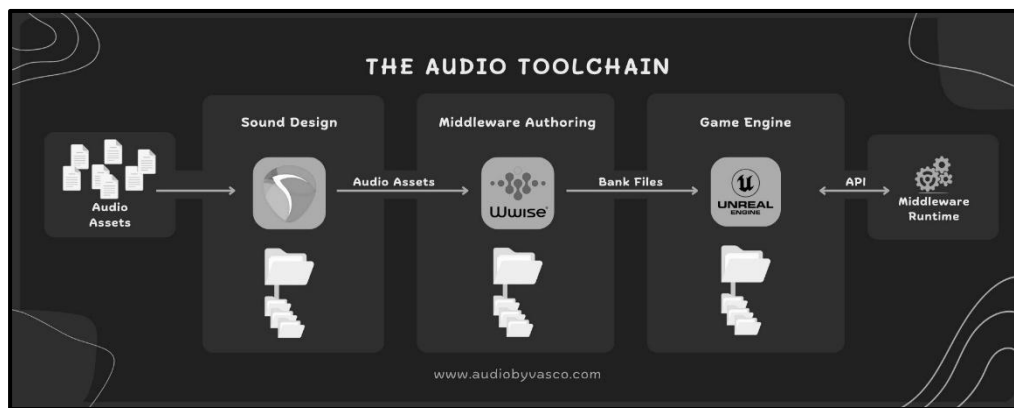 THE AUDIO TOOLCHAIN
Sound Design
Middleware Authoring
Game Engine
Audio
Assets
Audio Assets
Wwise
Bank Files
UNREAL
ENGINE
API
Middleware
Runtime
www.audiobyvasco.com